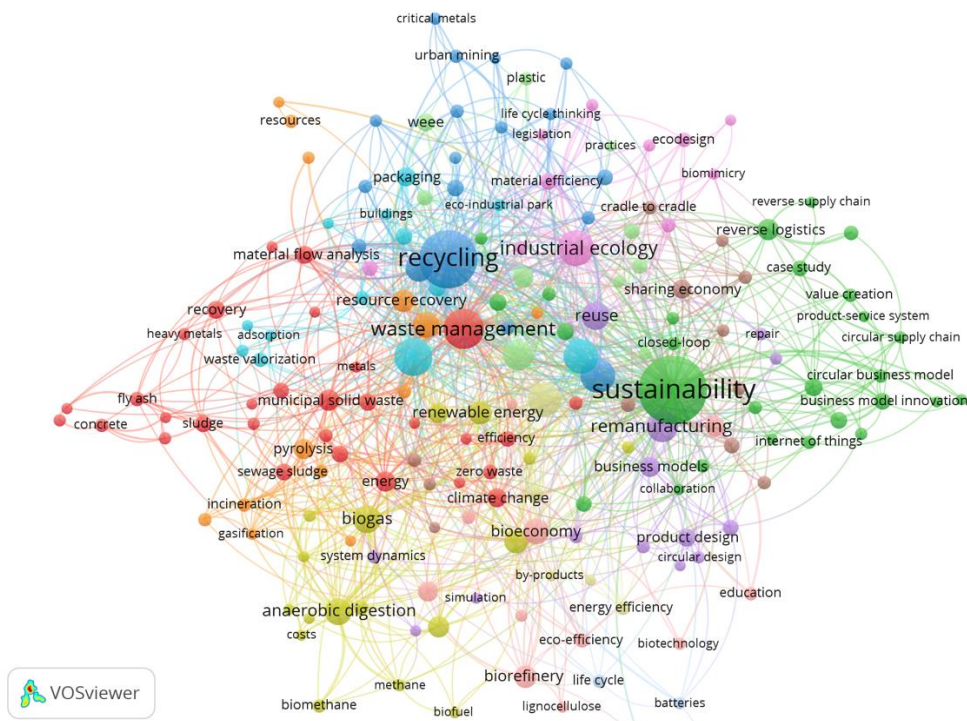 critical metals
urban mining
plastic
resources
weee
life cycle thinking
legislation
practices
ecodesign
packaging
material efficiency
biomimicry
buildings
eco-industrial park
cradle to cradle
reverse supply chain
reverse logistics
material flow analysis
recycling
industrial ecology
case study
sharing economy
resource recovery
value creation
recovery
reuse
product-service system
heavy metals
adsorption
waste management
repair
circular supply chain
closed-loop
waste valorization
metals
circular business model
sustainability
fly ash
municipal solid waste
renewable energy
business model innovation
concrete
sludge
remanufacturing
efficiency
internet of things
pyrolysis
sewage sludge
zero waste
business models
energy
collaboration
climate change
incineration
biogas
bioeconomy
gasification
product design
system dynamics
circular design
by-products
simulation
education
anaerobic digestion
energy efficiency
costs
eco-efficiency
biotechnology
biorefinery
life cycle
methane
biomethane
biofuel
lignocellulose
batteries
VOSviewer